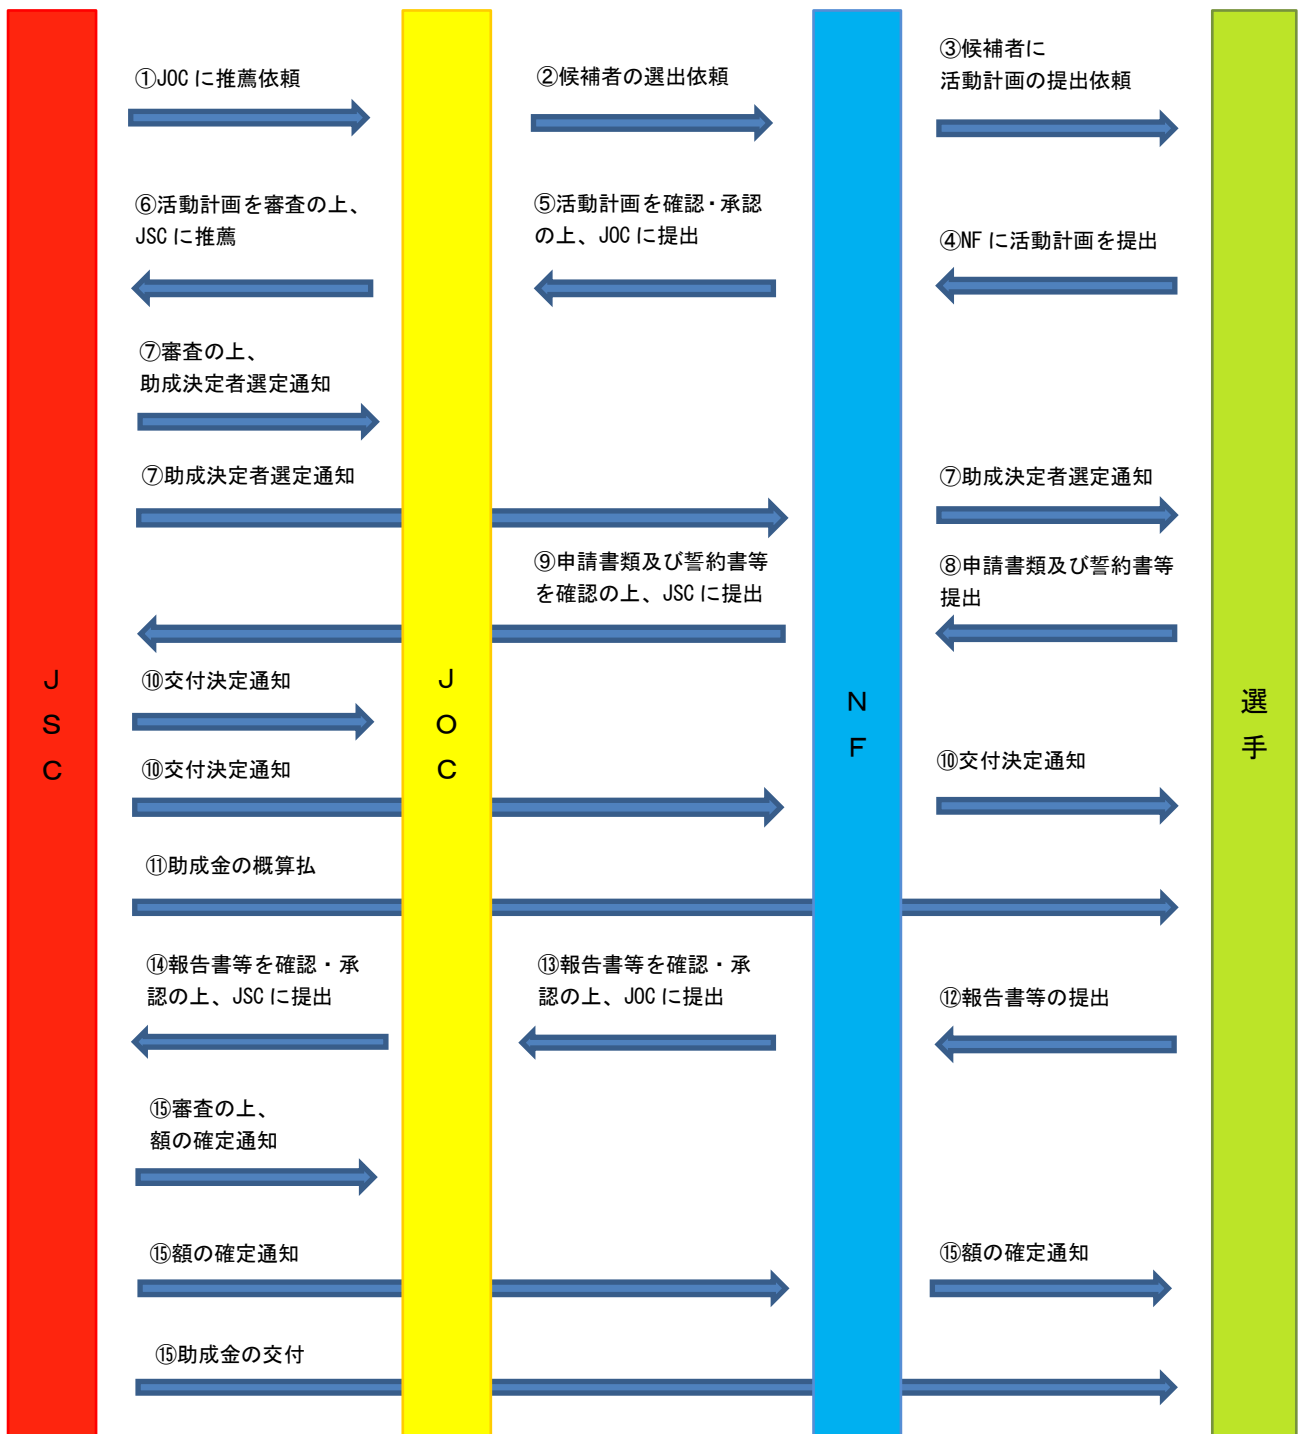 ①JOCに推薦依頼
②候補者の選出依頼
③候補者に
活動計画の提出依頼
⑥活動計画を審査の上、
JSCに推薦
⑤活動計画を確認・承認
の上、JOCに提出
④NFに活動計画を提出
⑦審査の上、
助成決定者選定通知
⑦助成決定者選定通知
⑦助成決定者選定通知
⑨申請書類及び誓約書等
を確認の上、JSCに提出
⑧申請書類及び誓約書等
提出
J
S
C
J
O
C
N
F
選
手
⑩交付決定通知
⑩交付決定通知
⑩交付決定通知
⑪助成金の概算払
⑭報告書等を確認・承
認の上、JSCに提出
⑬報告書等を確認・承
認の上、JOCに提出
⑫報告書等の提出
⑮審査の上、
額の確定通知
⑮額の確定通知
⑮額の確定通知
⑮助成金の交付